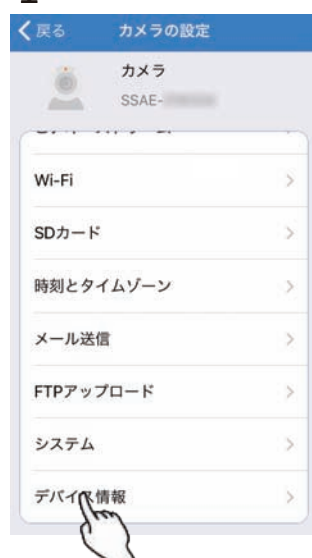 戻る カメラの設定
カメラ
SSAE-
Wi-Fi
SDカード
時刻とタイムゾーン
メール送信
FTPアップロード
システム
デバイス情報